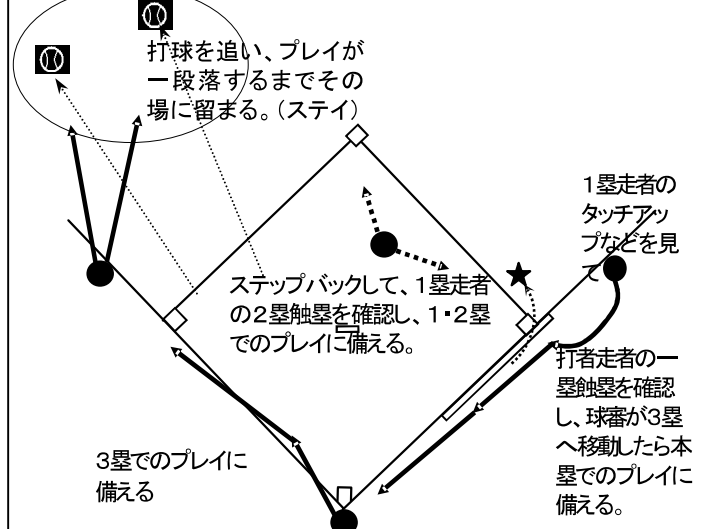 打球を追い、プレイが
一段落するまでその
場に留まる。（ステイ）
1塁走者の
タッチアッ
プなどを見
て
ステップバックして、1塁走者
の2塁触塁を確認し、1・2塁
でのプレイに備える。
打者走者の一
塁蝕塁を確認
し、球審が3塁
へ移動したら本
塁でのプレイに
備える。
3塁でのプレイに
備える